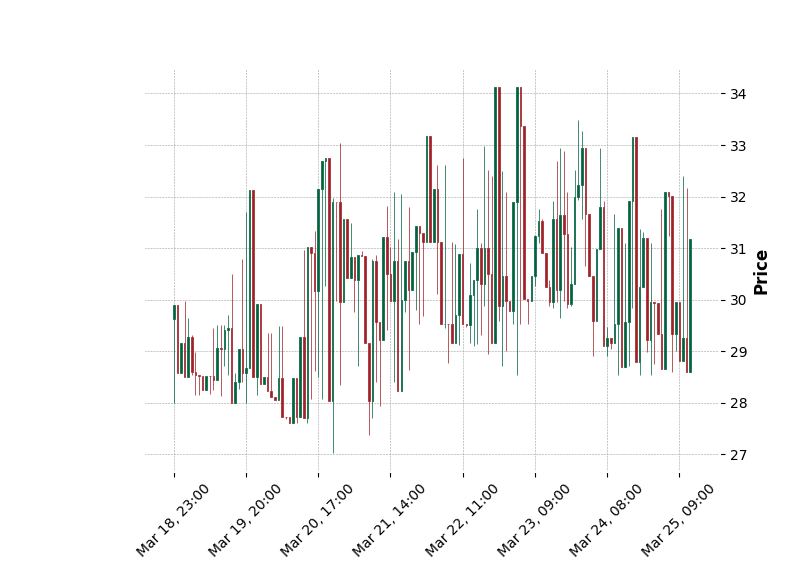 34
33
32
31
30
29
28
27
Price
Mar 18, 23:00
Mar 19, 20:00
Mar 20, 17:00
Mar 21, 14:00
Mar 22, 11:00
Mar 23, 09:00
Mar 24, 08:00
Mar 25, 09:00